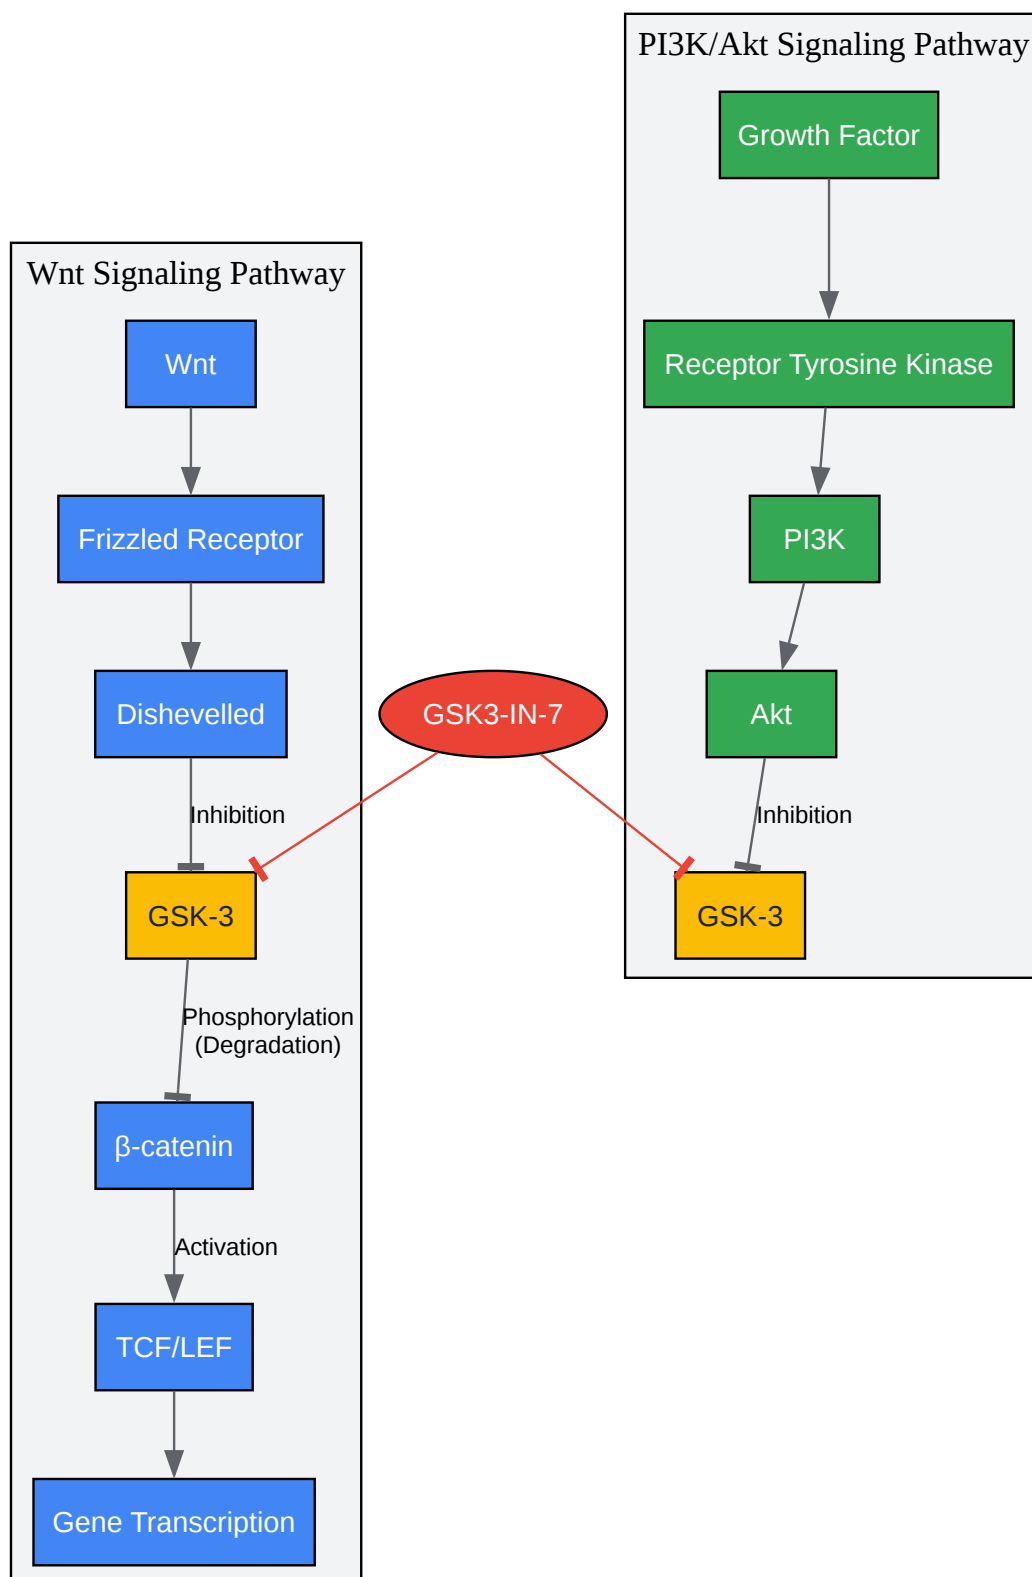 PI3K/Akt Signaling Pathway
Growth Factor
Receptor Tyrosine Kinase
PI3K
Akt
Inhibition
GSK-3
Wnt Signaling Pathway
Wnt
Frizzled Receptor
Dishevelled
Inhibition
GSK-3
Phosphorylation
(Degradation)
β-catenin
Activation
TCF/LEF
Gene Transcription
GSK3-IN-7